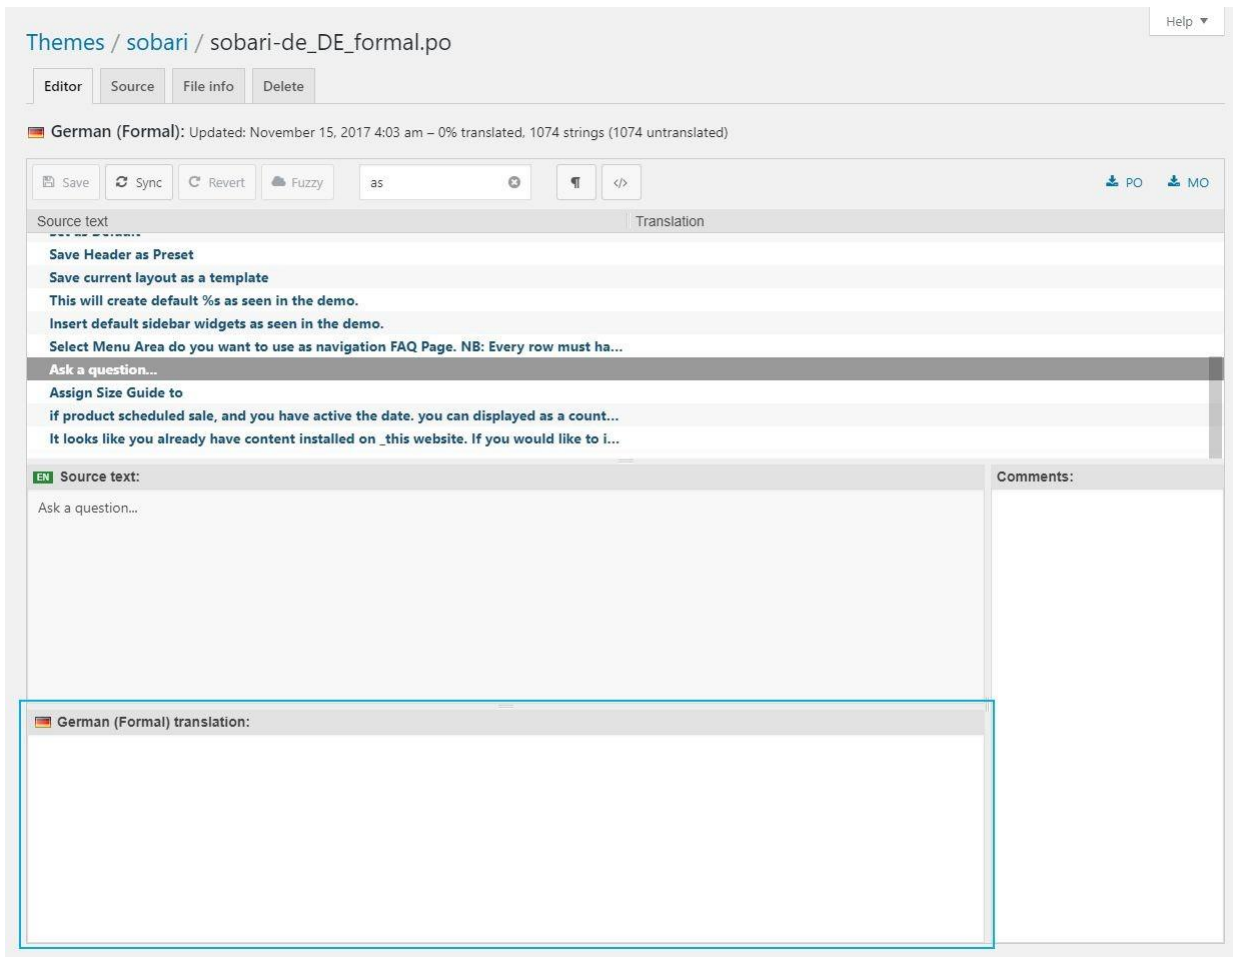 Help ▼
Themes / sobari / sobari-de_DE_formal.po
Editor Source File info Delete
German (Formal): Updated: November 15, 2017 4:03 am – 0% translated, 1074 strings (1074 untranslated)
Save Sync Revert Fuzzy as ¶ </> PO MO
Source text Translation
Set as Default
Save Header as Preset
Save current layout as a template
This will create default %s as seen in the demo.
Insert default sidebar widgets as seen in the demo.
Select Menu Area do you want to use as navigation FAQ Page. NB: Every row must ha...
Ask a question...
Assign Size Guide to
if product scheduled sale, and you have active the date. you can displayed as a count...
It looks like you already have content installed on _this website. If you would like to i...
EN Source text: Comments:
Ask a question...
German (Formal) translation: